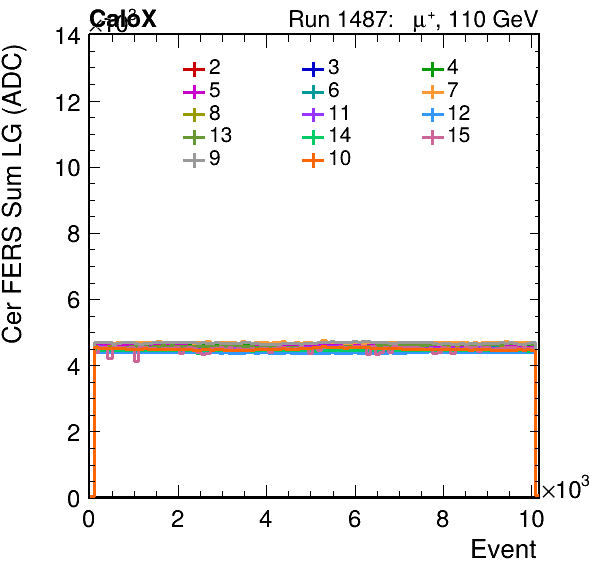 CaloX Run 1487: μ⁺, 110 GeV
×10³
Cer FERS Sum LG (ADC)
14
12
10
8
6
4
2
0
2 3 4
5 6 7
8 11 12
13 14 15
9 10
0 2 4 6 8 10
×10³
Event